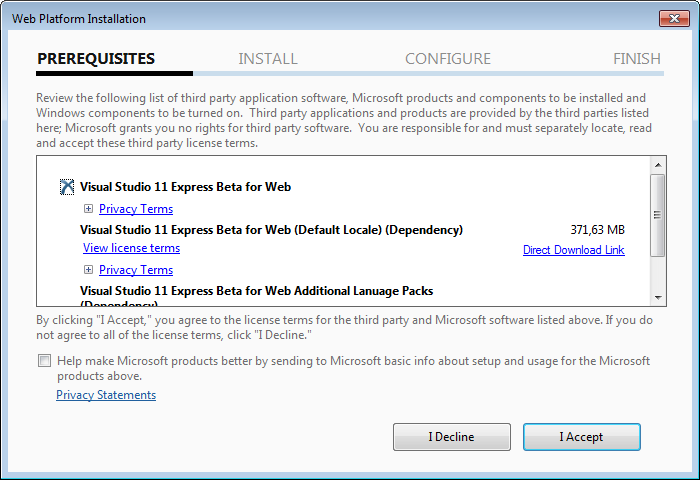 Web Platform Installation
PREREQUISITES INSTALL CONFIGURE FINISH
Review the following list of third party application software, Microsoft products and components to be installed and
Windows components to be turned on. Third party applications and products are provided by the third parties listed
here; Microsoft grants you no rights for third party software. You are responsible for and must separately locate, read
and accept these third party license terms.
Visual Studio 11 Express Beta for Web
Privacy Terms
Visual Studio 11 Express Beta for Web (Default Locale) (Dependency) 371,63 MB
View license terms Direct Download Link
Privacy Terms
Visual Studio 11 Express Beta for Web Additional Lanuage Packs
(Dependency)
By clicking "I Accept," you agree to the license terms for the third party and Microsoft software listed above. If you do
not agree to all of the license terms, click "I Decline."
Help make Microsoft products better by sending to Microsoft basic info about setup and usage for the Microsoft
products above.
Privacy Statements
I Decline I Accept